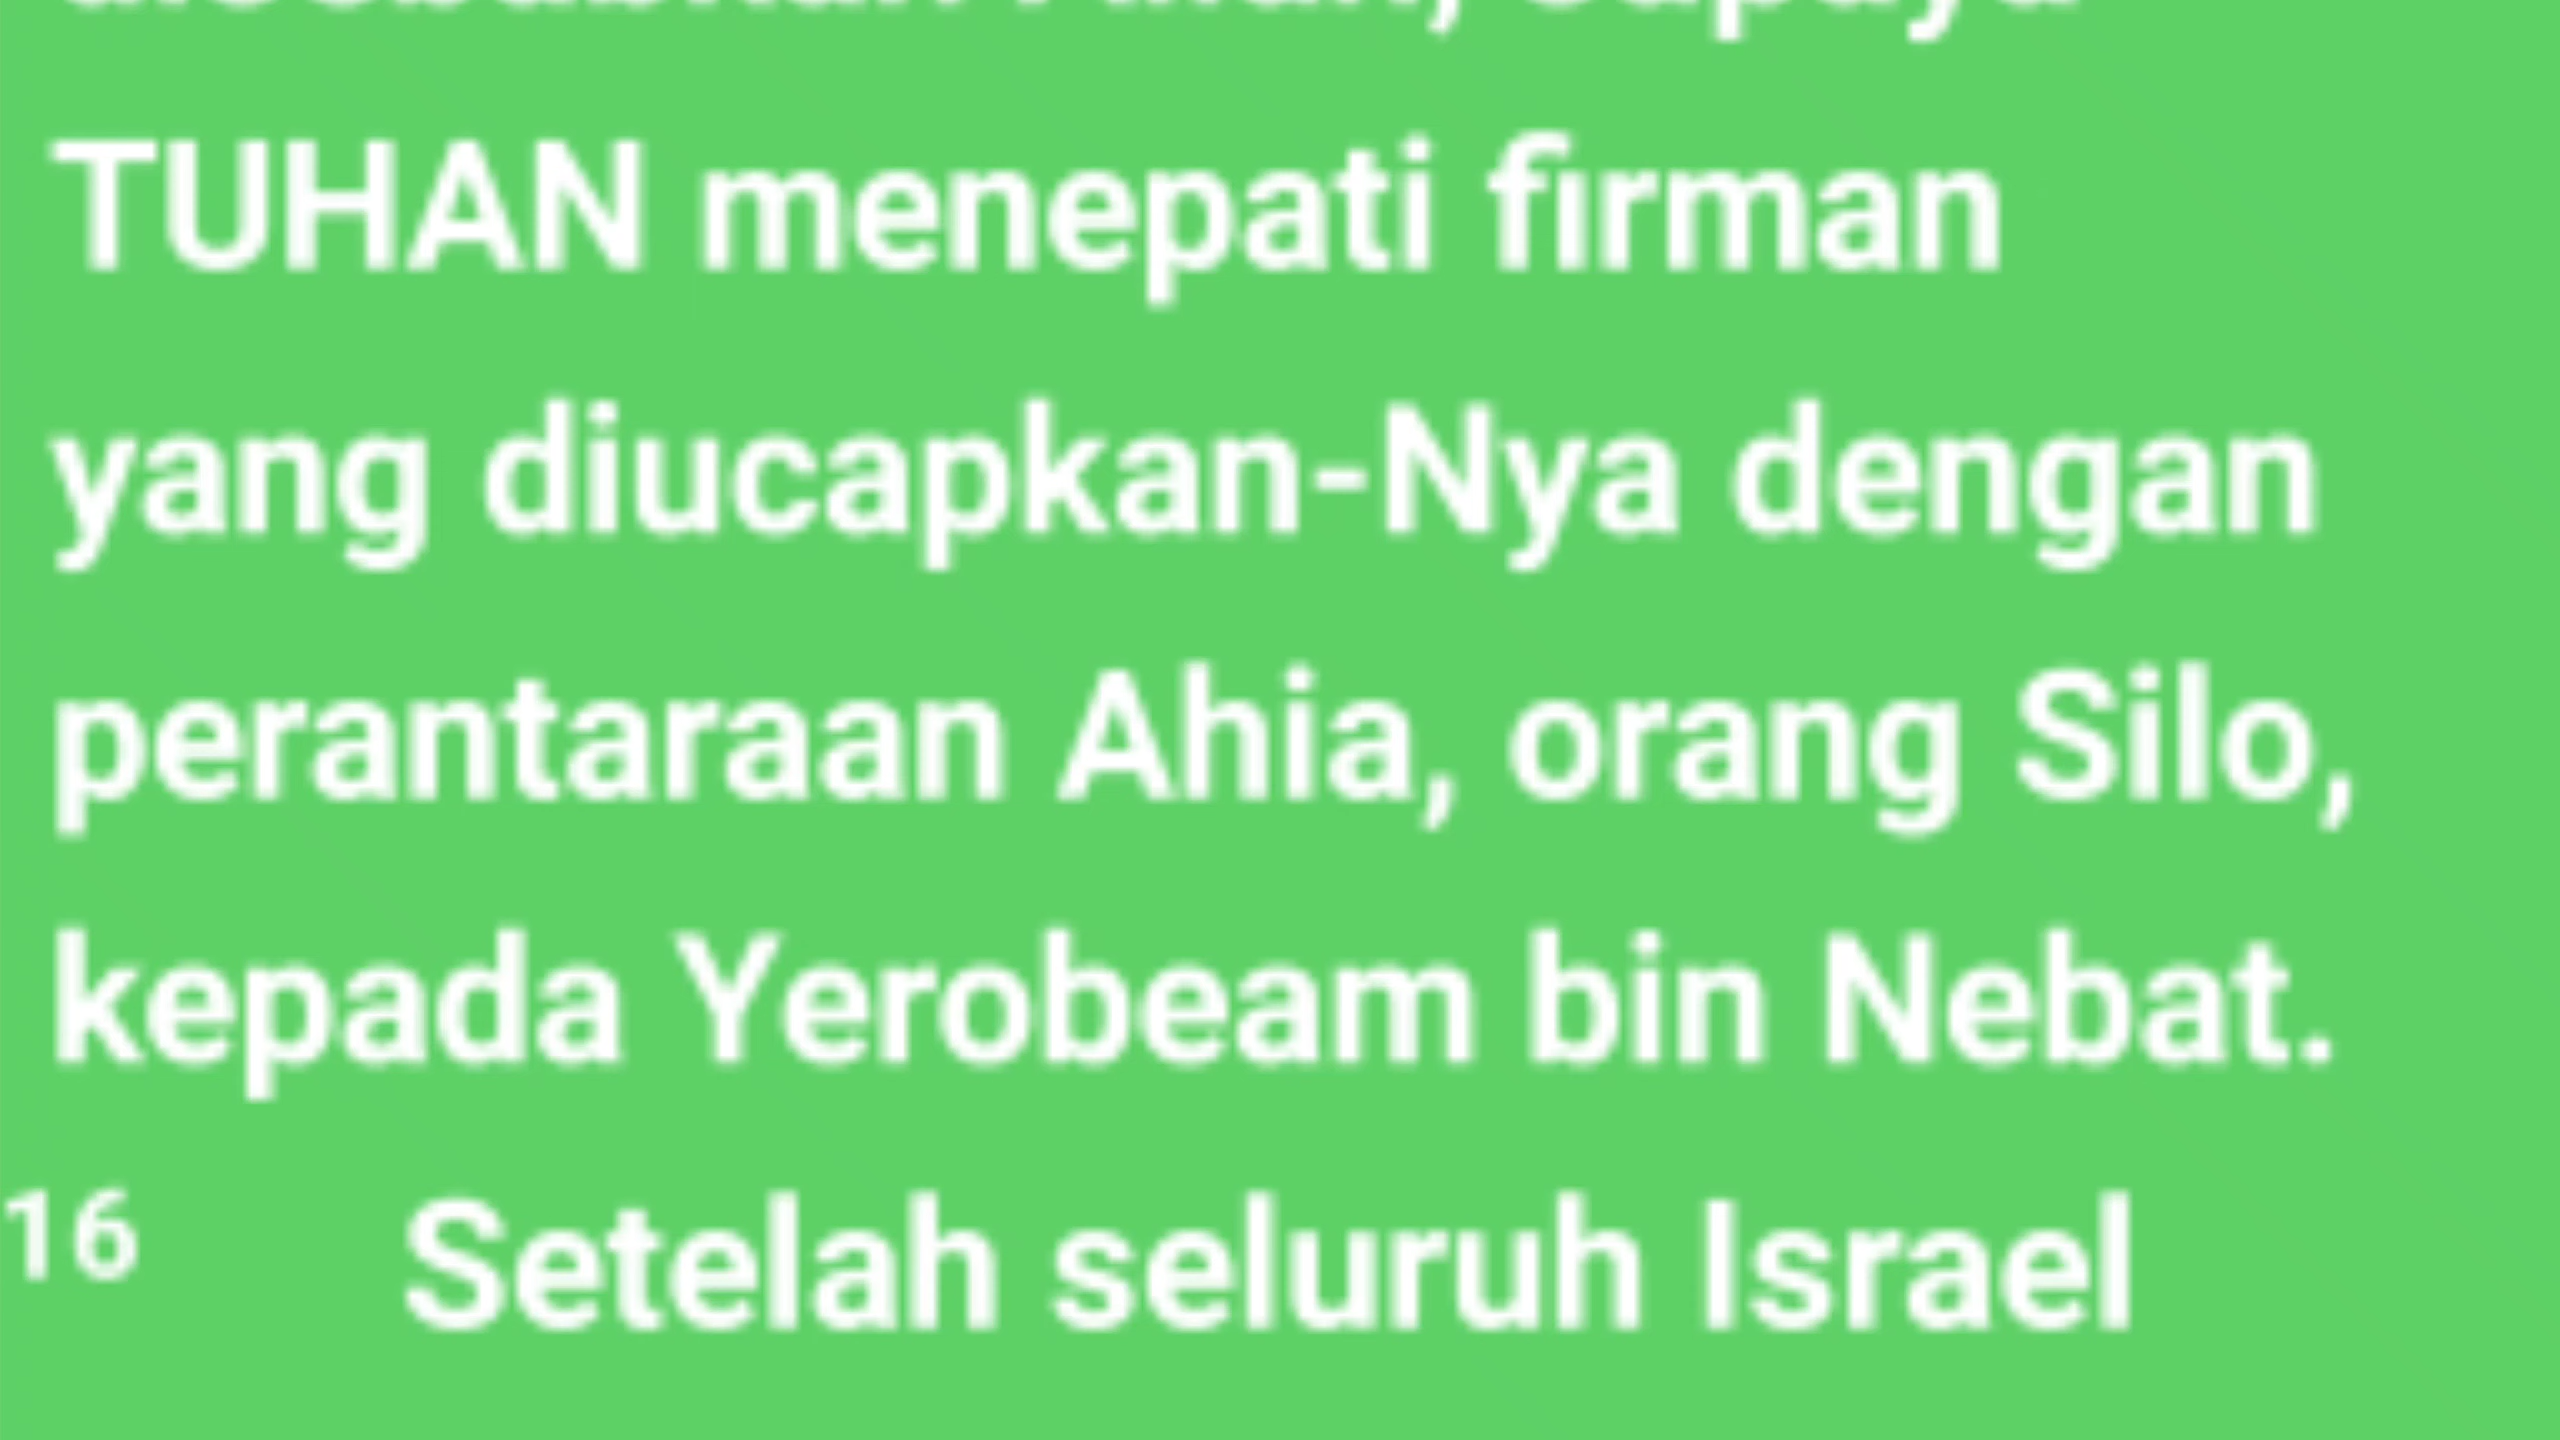 TUHAN menepati firman
yang diucapkan-Nya dengan
perantaraan Ahia, orang Silo,
kepada Yerobeam bin Nebat.
16 Setelah seluruh Israel